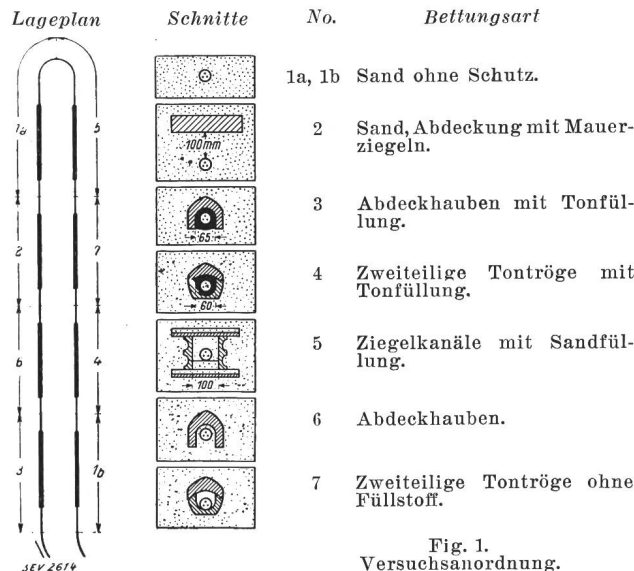 Lageplan Schnitte No. Bettungsart
1a, 1b Sand ohne Schutz.
1a 5
100mm
2 Sand, Abdeckung mit Mauer-
ziegeln.
65
3 Abdeckhauben mit Tonfül-
lung.
2 7
60
4 Zweiteilige Tontröge mit
Tonfüllung.
6 4
100
5 Ziegelkanäle mit Sandfül-
lung.
6 Abdeckhauben.
3 1b
7 Zweiteilige Tontröge ohne
Füllstoff.
SEV 2614
Fig. 1.
Versuchsanordnung.